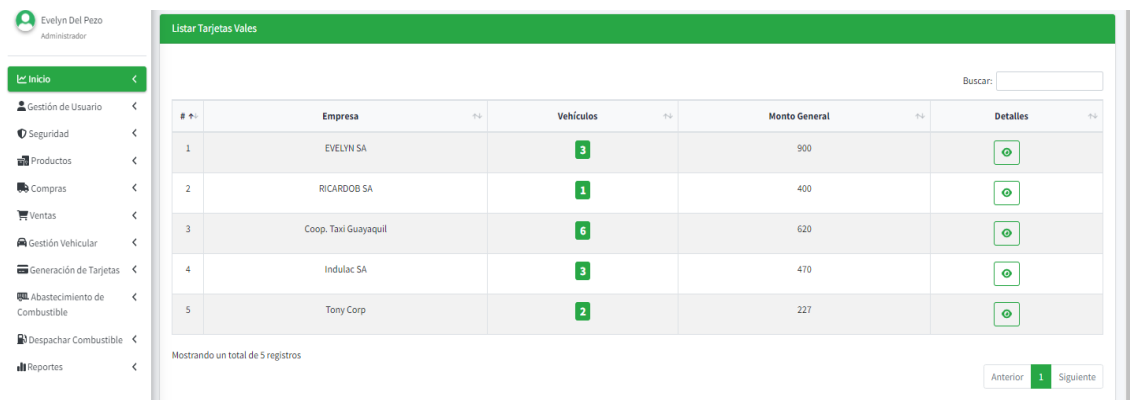 Evelyn Del Pezo
Administrador
Inicio
Gestión de Usuario
Seguridad
Productos
Compras
Ventas
Gestión Vehicular
Generación de Tarjetas
Abastecimiento de
Combustible
Despachar Combustible
Reportes
Listar Tarjetas Vales
Buscar:
# Empresa Vehículos Monto General Detalles
1 EVELYN SA 3 900
2 RICARDOB SA 1 400
3 Coop. Taxi Guayaquil 6 620
4 Indulac SA 3 470
5 Tony Corp 2 227
Mostrando un total de 5 registros
Anterior 1 Siguiente